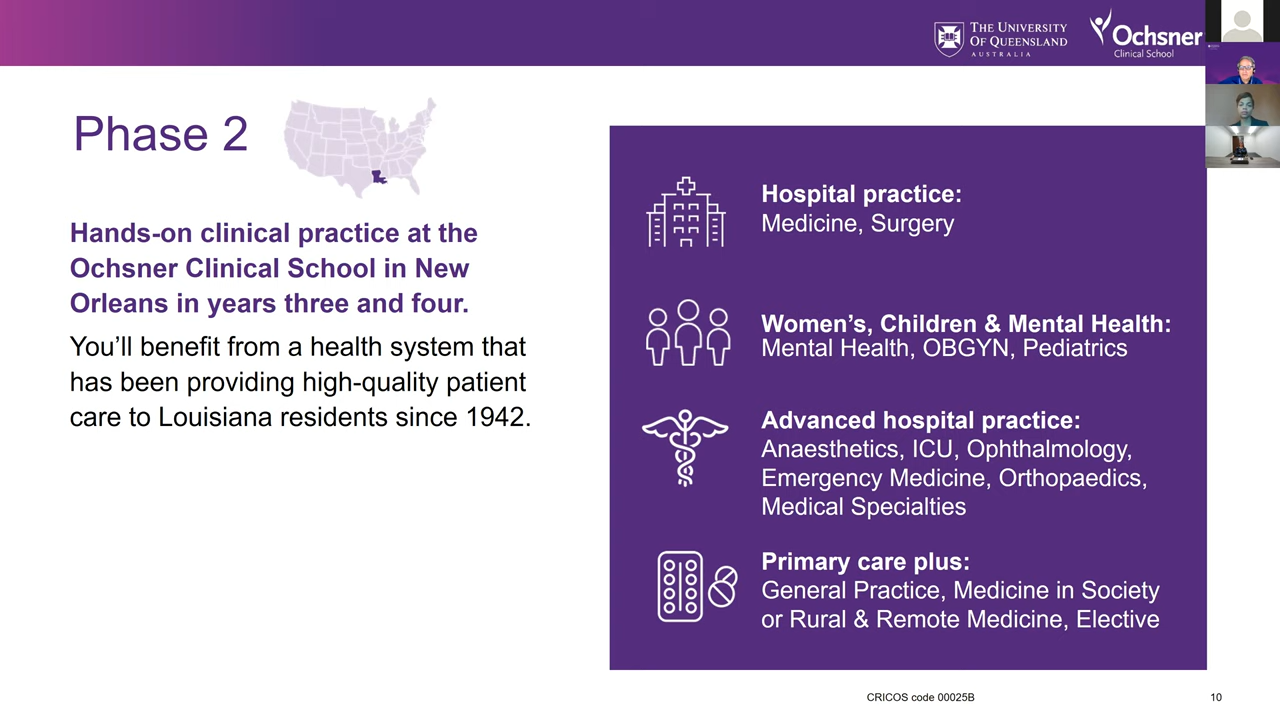 THE UNIVERSITY
OF QUEENSLAND
AUSTRALIA
Ochsner
Clinical School
Phase 2
Hands-on clinical practice at the
Ochsner Clinical School in New
Orleans in years three and four.
You’ll benefit from a health system that
has been providing high-quality patient
care to Louisiana residents since 1942.
Hospital practice:
Medicine, Surgery
Women’s, Children & Mental Health:
Mental Health, OBGYN, Pediatrics
Advanced hospital practice:
Anaesthetics, ICU, Ophthalmology,
Emergency Medicine, Orthopaedics,
Medical Specialties
Primary care plus:
General Practice, Medicine in Society
or Rural & Remote Medicine, Elective
CRICOS code 00025B
10